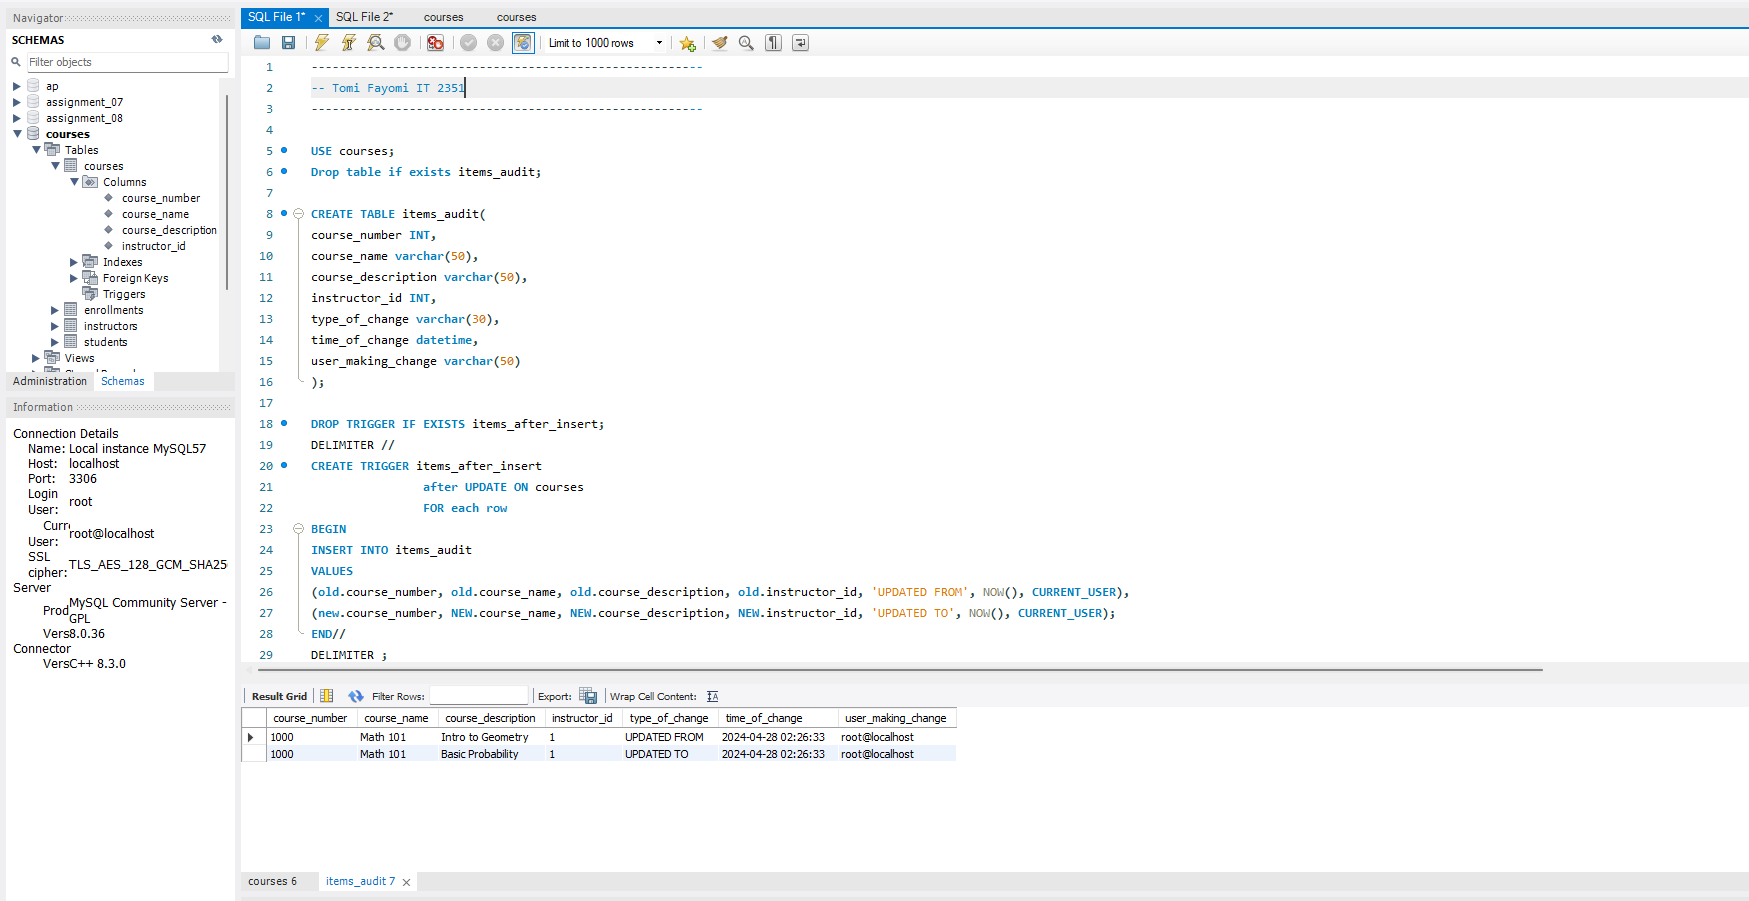 Navigator
SCHEMAS
Filter objects
ap
assignment_07
assignment_08
courses
Tables
courses
Columns
course_number
course_name
course_description
instructor_id
Indexes
Foreign Keys
Triggers
enrollments
instructors
students
Views
Administration Schemas
Information
Connection Details
Name: Local instance MySQL57
Host: localhost
Port: 3306
Login
User: root
Curr
User: root@localhost
SSL
cipher: TLS_AES_128_GCM_SHA25
Server
Prod MySQL Community Server -
GPL
Vers 8.0.36
Connector
Vers C++ 8.3.0
SQL File 1* SQL File 2* courses courses
Limit to 1000 rows
1 --------------------------------------------------------
2 -- Tomi Fayomi IT 2351
3 --------------------------------------------------------
4
5 USE courses;
6 Drop table if exists items_audit;
7
8 CREATE TABLE items_audit(
9 course_number INT,
10 course_name varchar(50),
11 course_description varchar(50),
12 instructor_id INT,
13 type_of_change varchar(30),
14 time_of_change datetime,
15 user_making_change varchar(50)
16 );
17
18 DROP TRIGGER IF EXISTS items_after_insert;
19 DELIMITER //
20 CREATE TRIGGER items_after_insert
21 after UPDATE ON courses
22 FOR each row
23 BEGIN
24 INSERT INTO items_audit
25 VALUES
26 (old.course_number, old.course_name, old.course_description, old.instructor_id, 'UPDATED FROM', NOW(), CURRENT_USER),
27 (new.course_number, NEW.course_name, NEW.course_description, NEW.instructor_id, 'UPDATED TO', NOW(), CURRENT_USER);
28 END//
29 DELIMITER ;
Result Grid Filter Rows: Export: Wrap Cell Content:
course_number course_name course_description instructor_id type_of_change time_of_change user_making_change
1000 Math 101 Intro to Geometry 1 UPDATED FROM 2024-04-28 02:26:33 root@localhost
1000 Math 101 Basic Probability 1 UPDATED TO 2024-04-28 02:26:33 root@localhost
courses 6 items_audit 7